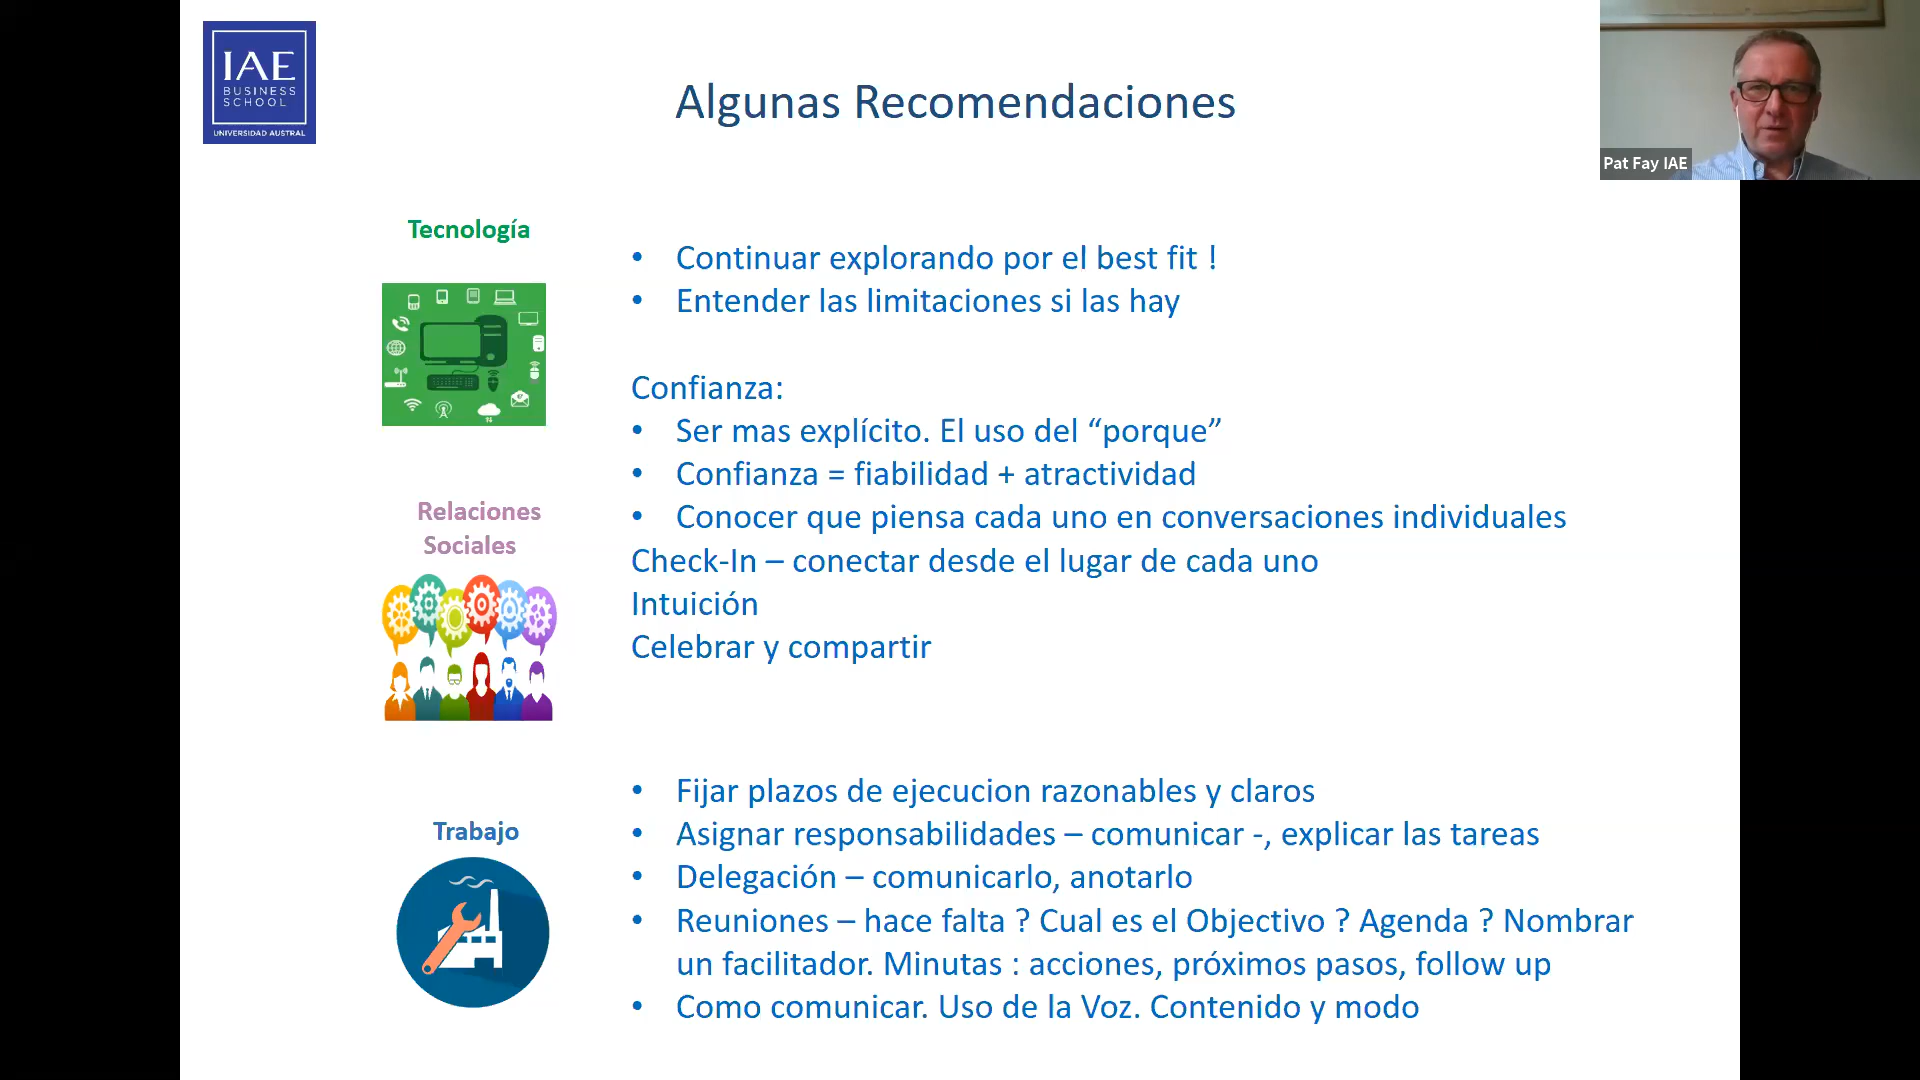 IAE
BUSINESS
SCHOOL
UNIVERSIDAD AUSTRAL
Algunas Recomendaciones
Pat Fay IAE
Tecnología
• Continuar explorando por el best fit !
• Entender las limitaciones si las hay
Relaciones
Sociales
Confianza:
• Ser mas explícito. El uso del “porque”
• Confianza = fiabilidad + atractividad
• Conocer que piensa cada uno en conversaciones individuales
Check-In – conectar desde el lugar de cada uno
Intuición
Celebrar y compartir
Trabajo
• Fijar plazos de ejecucion razonables y claros
• Asignar responsabilidades – comunicar -, explicar las tareas
• Delegación – comunicarlo, anotarlo
• Reuniones – hace falta ? Cual es el Objectivo ? Agenda ? Nombrar
un facilitador. Minutas : acciones, próximos pasos, follow up
• Como comunicar. Uso de la Voz. Contenido y modo